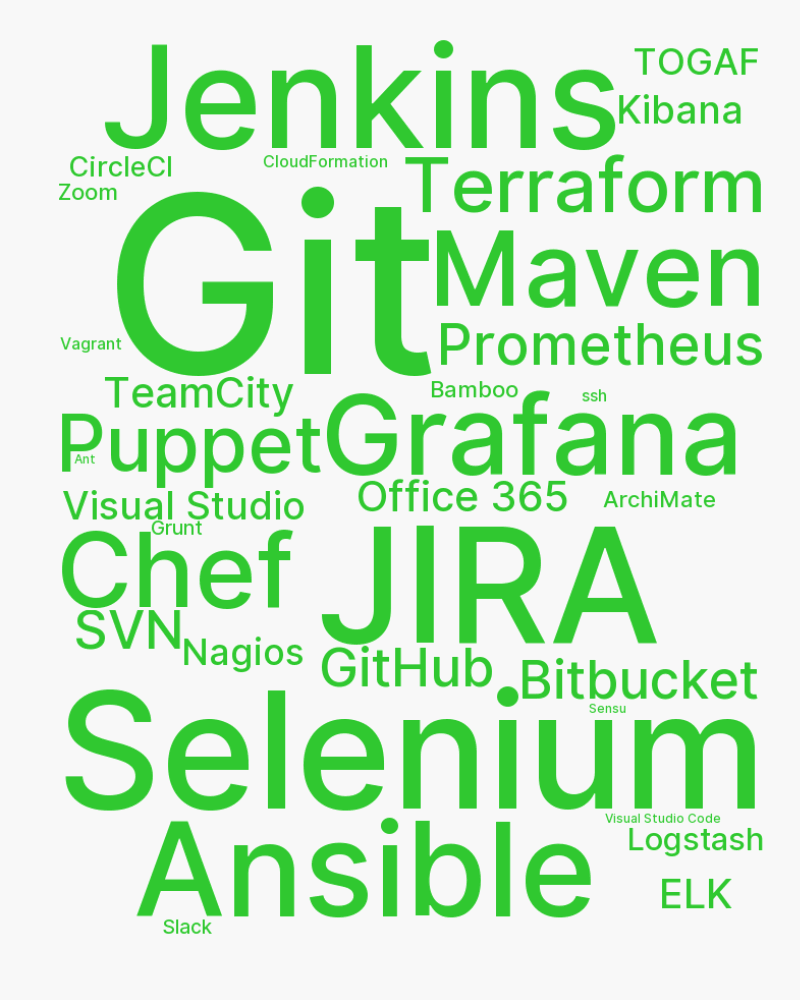 Jenkins
TOGAF
Kibana
CircleCI
CloudFormation
Terraform
Zoom
Git
Maven
Vagrant
Prometheus
TeamCity
Bamboo
ssh
Puppet
Grafana
Ant
Visual Studio
Office 365
ArchiMate
Grunt
Chef
JIRA
SVN
Nagios
GitHub
Bitbucket
Selenium
Sensu
Visual Studio Code
Ansible
Logstash
ELK
Slack